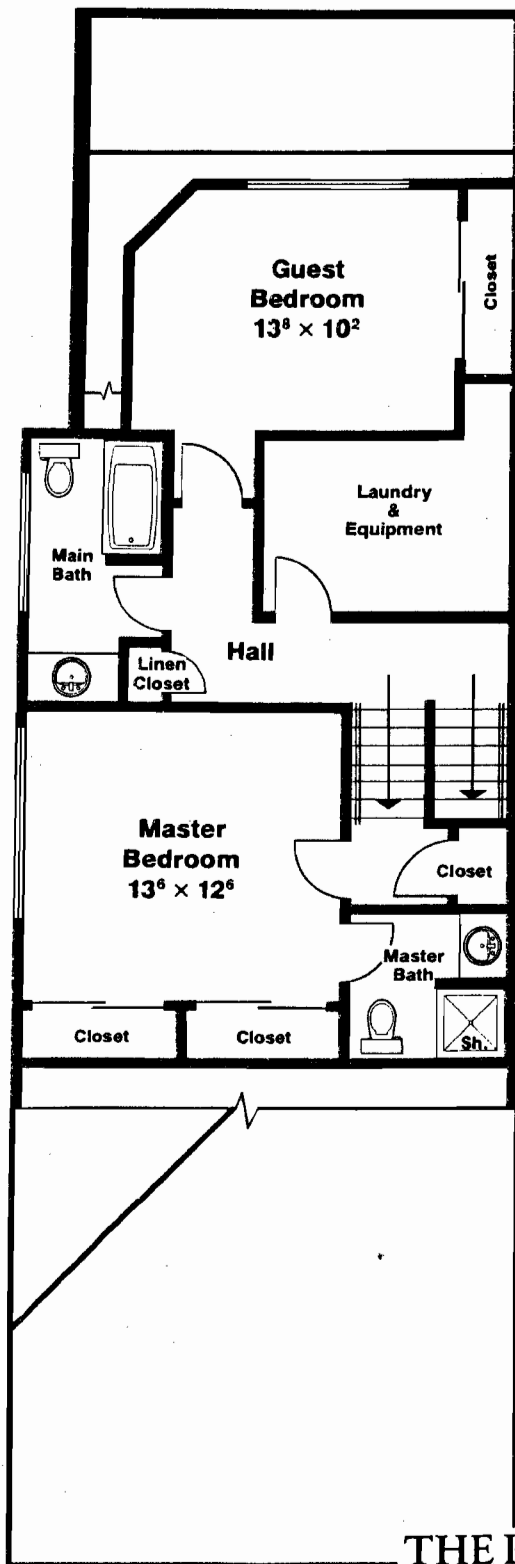 Guest
Bedroom
13⁸ × 10²
Closet
Laundry
&
Equipment
Main
Bath
Hall
Linen
Closet
Master
Bedroom
13⁶ × 12⁶
Closet
Master
Bath
Closet
Closet
Sh.
THE